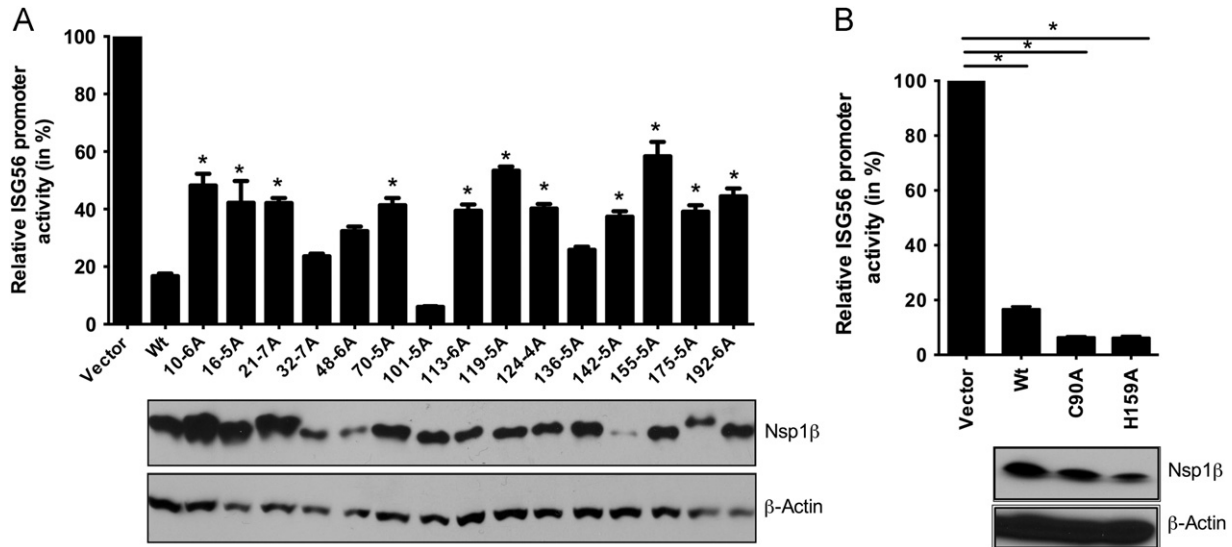 A
Relative ISG56 promoter
activity (in %)
100
80
60
40
20
0
* * * * * * * * * * *
Vector
Wt
10-6A
16-5A
21-7A
32-7A
48-6A
70-5A
101-5A
113-6A
119-5A
124-4A
136-5A
142-5A
155-5A
175-5A
192-6A
Nsp1β
β-Actin
B
*
*
*
Relative ISG56 promoter
activity (in %)
100
80
60
40
20
0
Vector
Wt
C90A
H159A
Nsp1β
β-Actin